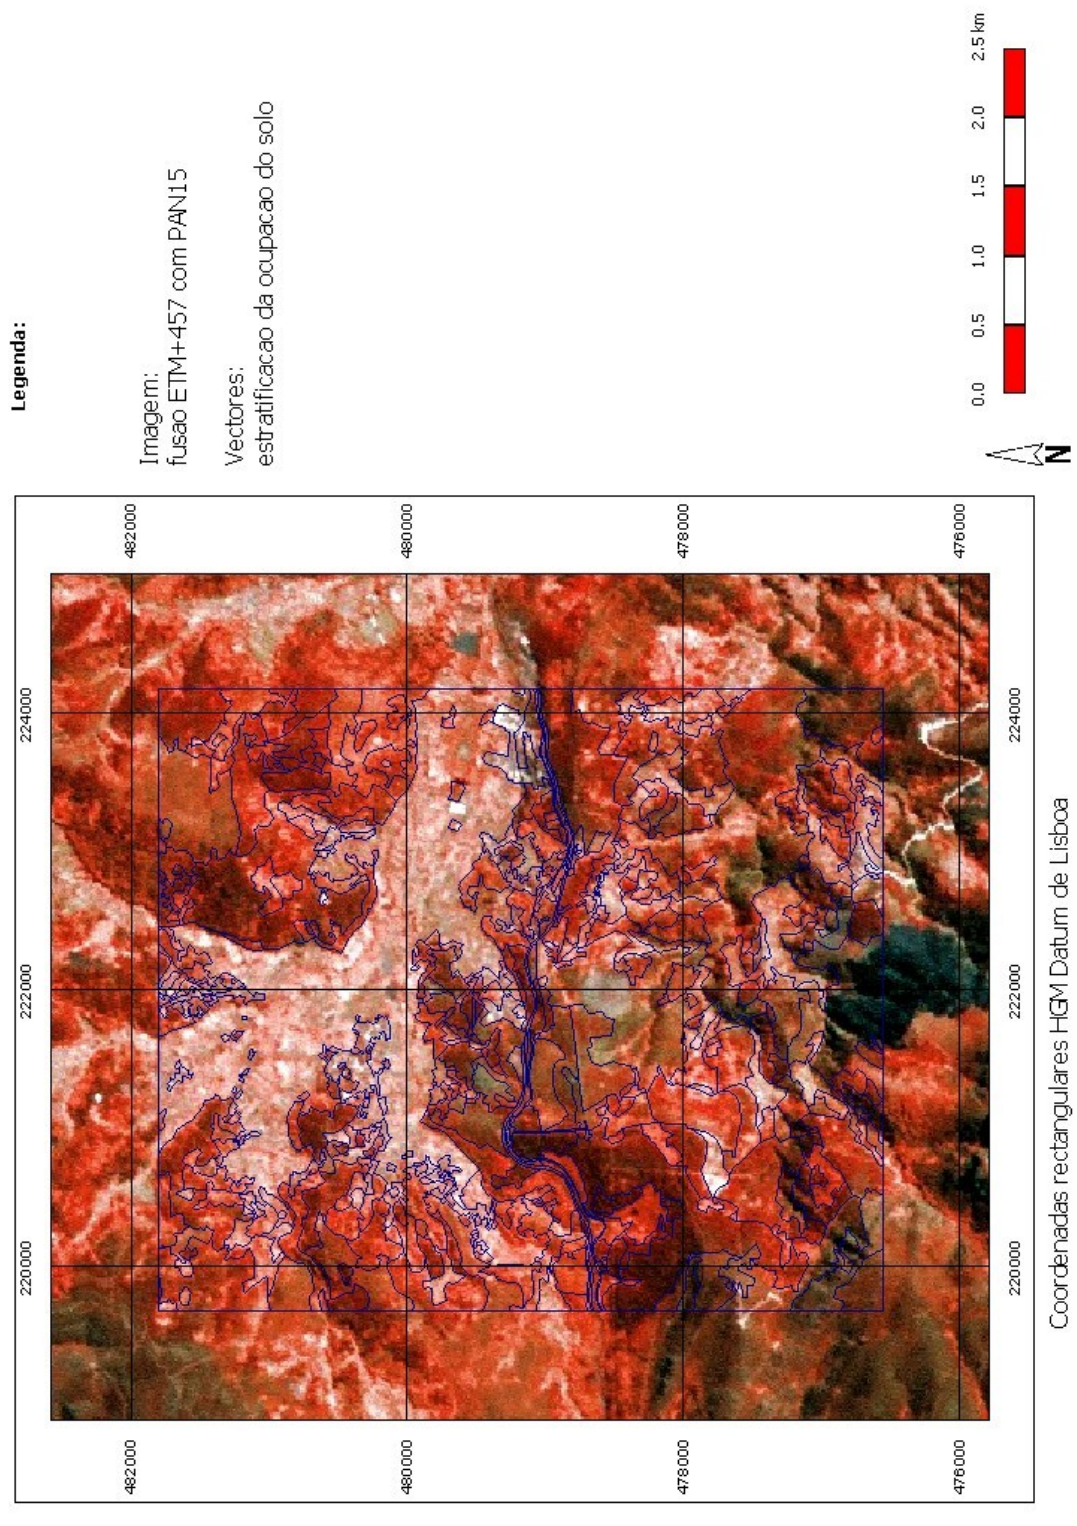 Legenda:
Imagem:
fusao ETM+457 com PAN15
Vectores:
estratificacao da ocupacao do solo
0.0 0.5 1.0 1.5 2.0 2.5 km
N
482000 480000 478000 476000
220000 222000 224000
220000 222000 224000
482000 480000 478000 476000
Coordenadas rectangulares HGM Datum de Lisboa